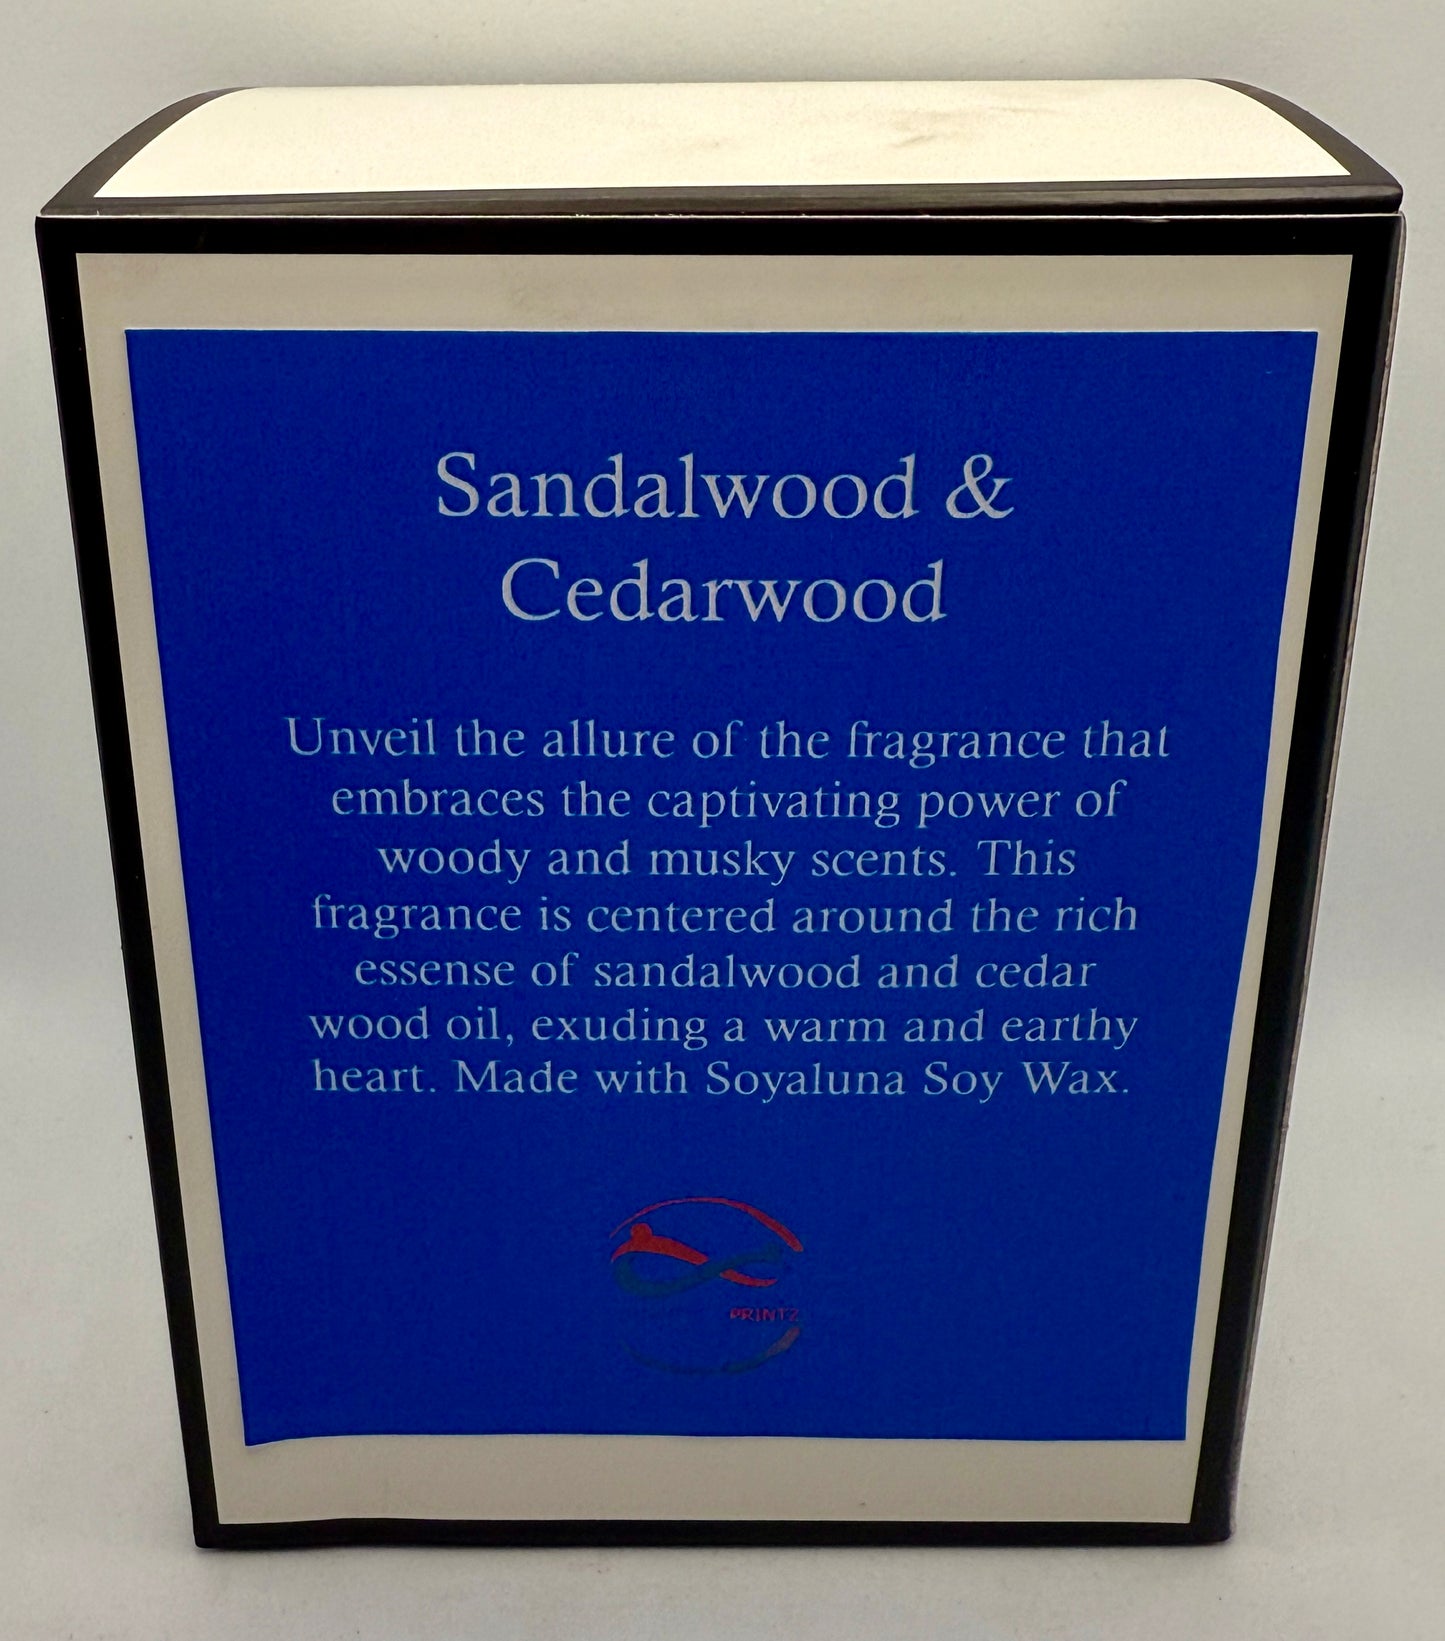 Sandalwood &
Cedarwood
Unveil the allure of the fragrance that
embraces the captivating power of
woody and musky scents. This
fragrance is centered around the rich
essense of sandalwood and cedar
wood oil, exuding a warm and earthy
heart. Made with Soyaluna Soy Wax.
PRINTZ